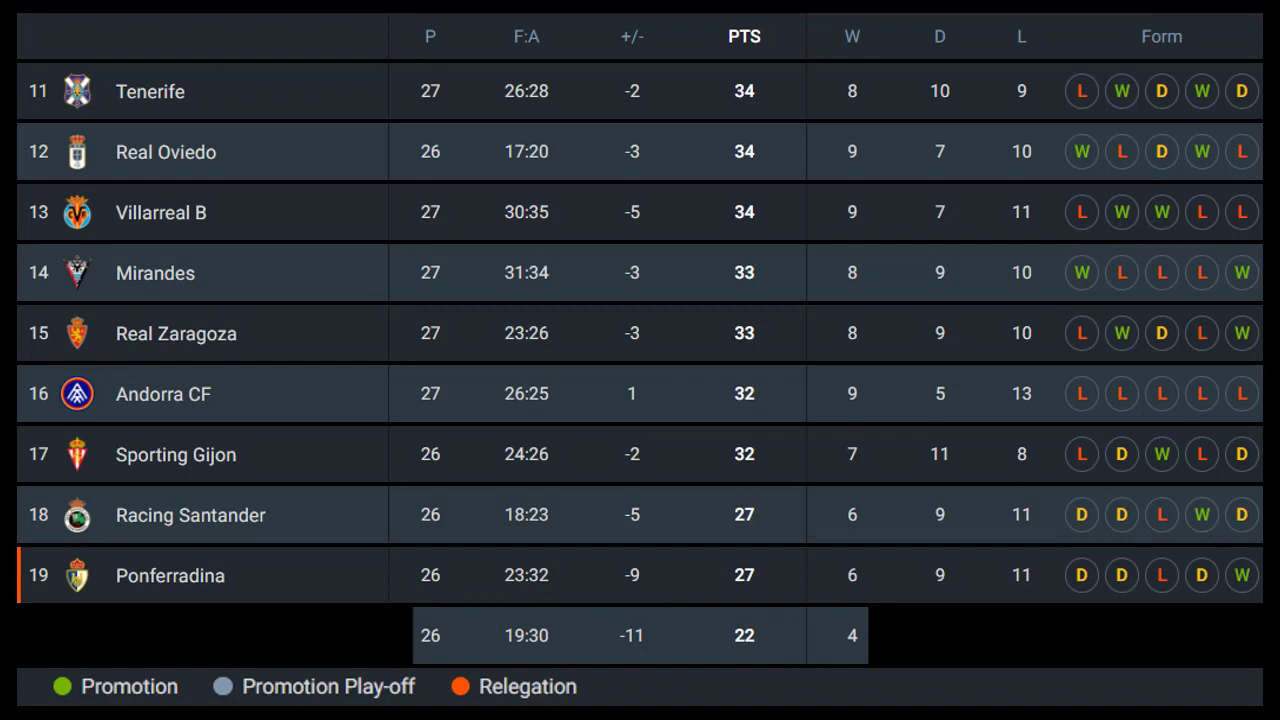 P F:A +/- PTS W D L Form
11 Tenerife 27 26:28 -2 34 8 10 9 L W D W D
12 Real Oviedo 26 17:20 -3 34 9 7 10 W L D W L
13 Villarreal B 27 30:35 -5 34 9 7 11 L W W L L
14 Mirandes 27 31:34 -3 33 8 9 10 W L L L W
15 Real Zaragoza 27 23:26 -3 33 8 9 10 L W D L W
16 Andorra CF 27 26:25 1 32 9 5 13 L L L L L
17 Sporting Gijon 26 24:26 -2 32 7 11 8 L D W L D
18 Racing Santander 26 18:23 -5 27 6 9 11 D D L W D
19 Ponferradina 26 23:32 -9 27 6 9 11 D D L D W
26 19:30 -11 22 4
Promotion Promotion Play-off Relegation